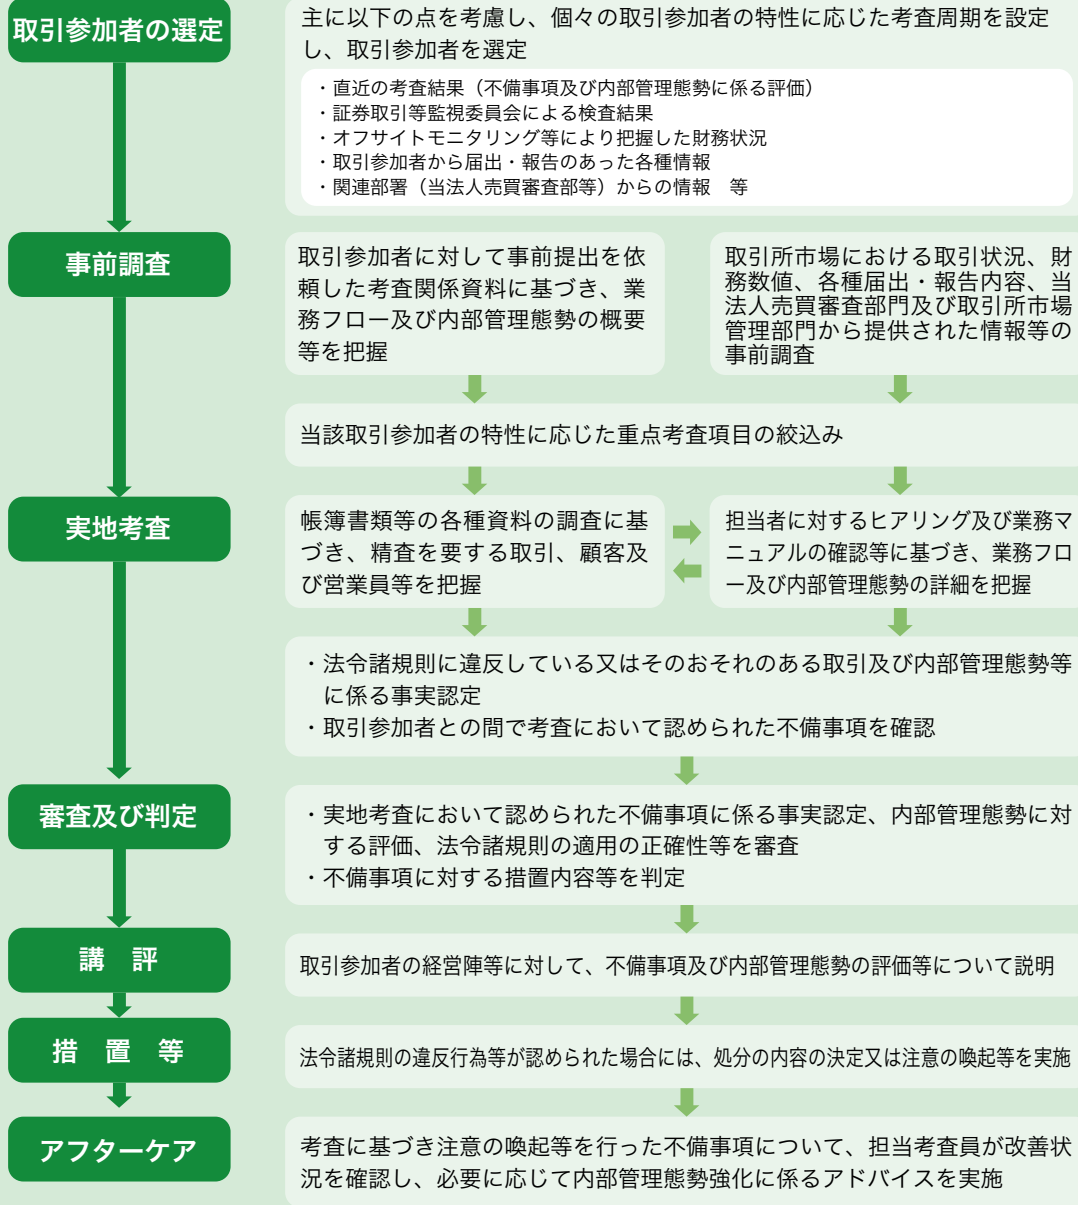 取引参加者の選定
主に以下の点を考慮し、個々の取引参加者の特性に応じた考査周期を設定
し、取引参加者を選定
・直近の考査結果（不備事項及び内部管理態勢に係る評価）
・証券取引等監視委員会による検査結果
・オフサイトモニタリング等により把握した財務状況
・取引参加者から届出・報告のあった各種情報
・関連部署（当法人売買審査部等）からの情報　等
事前調査
取引参加者に対して事前提出を依
頼した考査関係資料に基づき、業
務フロー及び内部管理態勢の概要
等を把握
取引所市場における取引状況、財
務数値、各種届出・報告内容、当
法人売買審査部門及び取引所市場
管理部門から提供された情報等の
事前調査
当該取引参加者の特性に応じた重点考査項目の絞込み
実地考査
帳簿書類等の各種資料の調査に基
づき、精査を要する取引、顧客及
び営業員等を把握
担当者に対するヒアリング及び業務マ
ニュアルの確認等に基づき、業務フロ
ー及び内部管理態勢の詳細を把握
・法令諸規則に違反している又はそのおそれのある取引及び内部管理態勢等
に係る事実認定
・取引参加者との間で考査において認められた不備事項を確認
審査及び判定
・実地考査において認められた不備事項に係る事実認定、内部管理態勢に対
する評価、法令諸規則の適用の正確性等を審査
・不備事項に対する措置内容等を判定
講　評
取引参加者の経営陣等に対して、不備事項及び内部管理態勢の評価等について説明
措　置　等
法令諸規則の違反行為等が認められた場合には、処分の内容の決定又は注意の喚起等を実施
アフターケア
考査に基づき注意の喚起等を行った不備事項について、担当考査員が改善状
況を確認し、必要に応じて内部管理態勢強化に係るアドバイスを実施